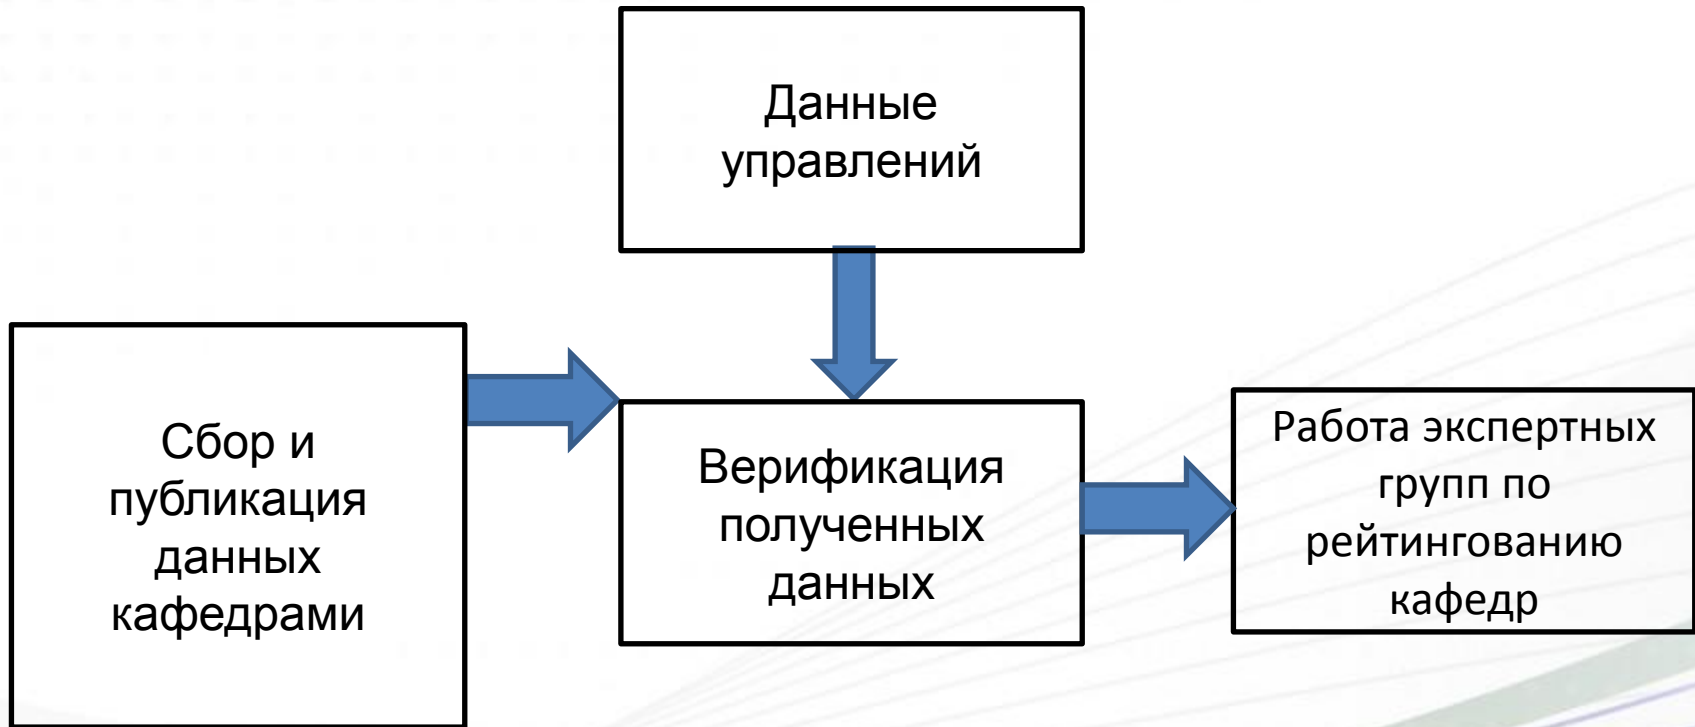 Данные
управлений
Сбор и
публикация
данных
кафедрами
Верификация
полученных
данных
Работа экспертных
групп по
рейтингованию
кафедр